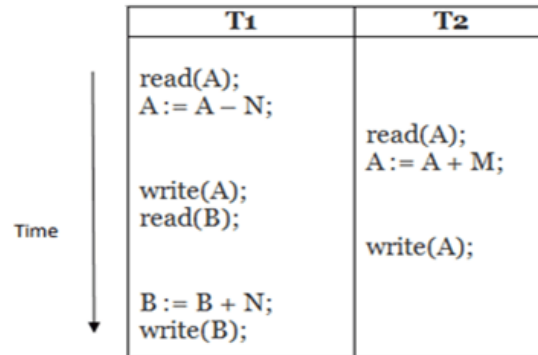 T1 T2
read(A);
A := A – N;
read(A);
A := A + M;
write(A);
read(B);
Time
write(A);
B := B + N;
write(B);